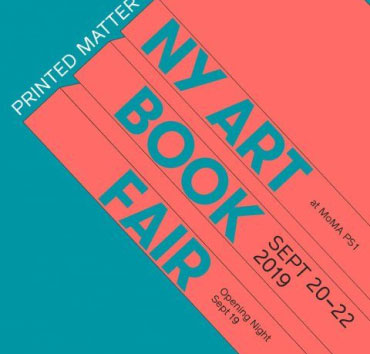 PRINTED MATTER
NY ART
BOOK
FAIR
at MoMA PS1
SEPT 20–22
2019
Opening Night
Sept 19